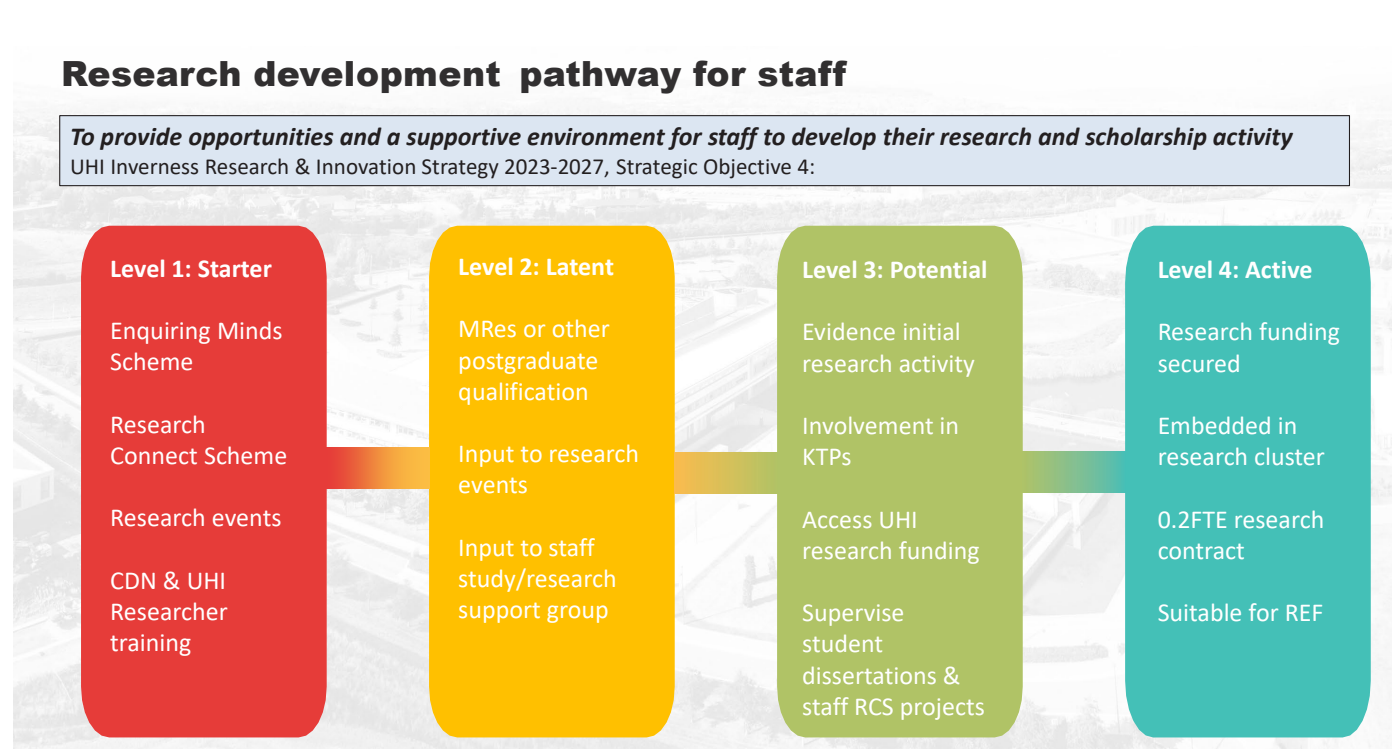 Research development pathway for staff
To provide opportunities and a supportive environment for staff to develop their research and scholarship activity
UHI Inverness Research & Innovation Strategy 2023-2027, Strategic Objective 4:
Level 1: Starter
Enquiring Minds
Scheme
Research
Connect Scheme
Research events
CDN & UHI
Researcher
training
Level 2: Latent
MRes or other
postgraduate
qualification
Input to research
events
Input to staff
study/research
support group
Level 3: Potential
Evidence initial
research activity
Involvement in
KTPs
Access UHI
research funding
Supervise
student
dissertations &
staff RCS projects
Level 4: Active
Research funding
secured
Embedded in
research cluster
0.2FTE research
contract
Suitable for REF